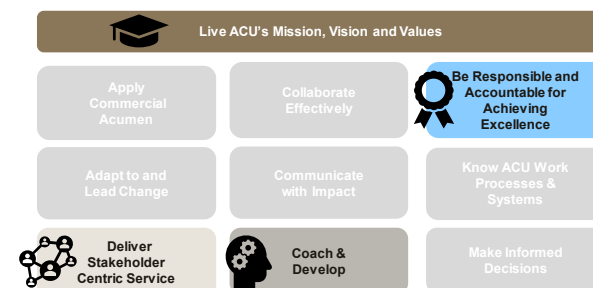 Live ACU's Mission, Vision and Values
Apply
Commercial
Acumen
Collaborate
Effectively
Be Responsible and
Accountable for
Achieving
Excellence
Adapt to and
Lead Change
Communicate
with Impact
Know ACU Work
Processes &
Systems
Deliver
Stakeholder
Centric Service
Coach &
Develop
Make Informed
Decisions